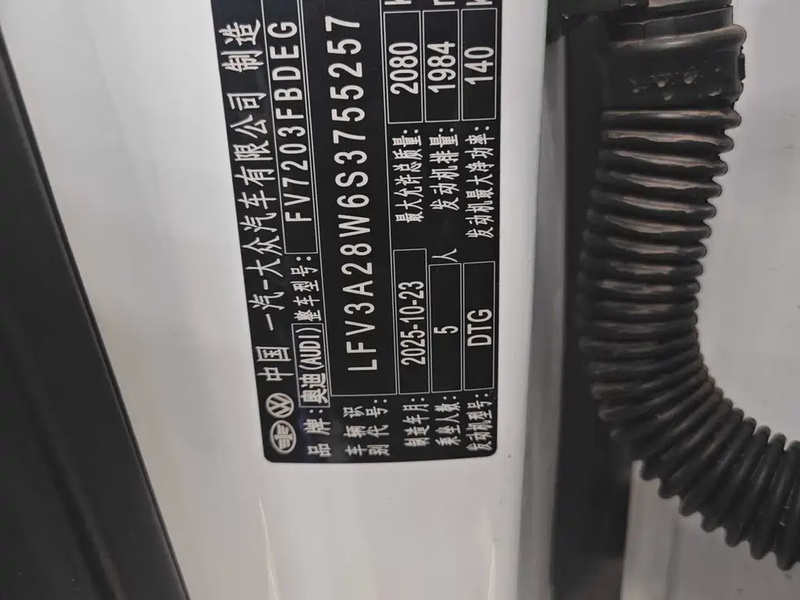 中国 一汽-大众汽车有限公司 制造
品牌: 奥迪(AUDI) 整车型号: FV7203FBDEG
车辆识别代号: LFV3A28W6S3755257
制造年月: 2025-10-23 最大允许总质量: 2080
乘坐人数: 5 人 发动机排量: 1984
发动机型号: DTG 发动机最大净功率: 140